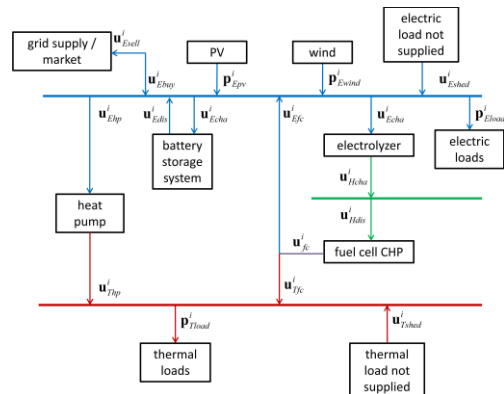 grid supply /
market
u^i_Esell
u^i_Ebuy
PV
p^i_Epv
wind
p^i_Ewind
electric
load not
supplied
u^i_Eshed
u^i_Ehp
u^i_Edis
u^i_Echa
u^i_Efc
u^i_Echa
p^i_Eload
battery
storage
system
electrolyzer
electric
loads
u^i_Hcha
heat
pump
u^i_Hdis
u^i_fc
fuel cell CHP
u^i_Thp
u^i_Tfc
p^i_Tload
u^i_Tshed
thermal
loads
thermal
load not
supplied